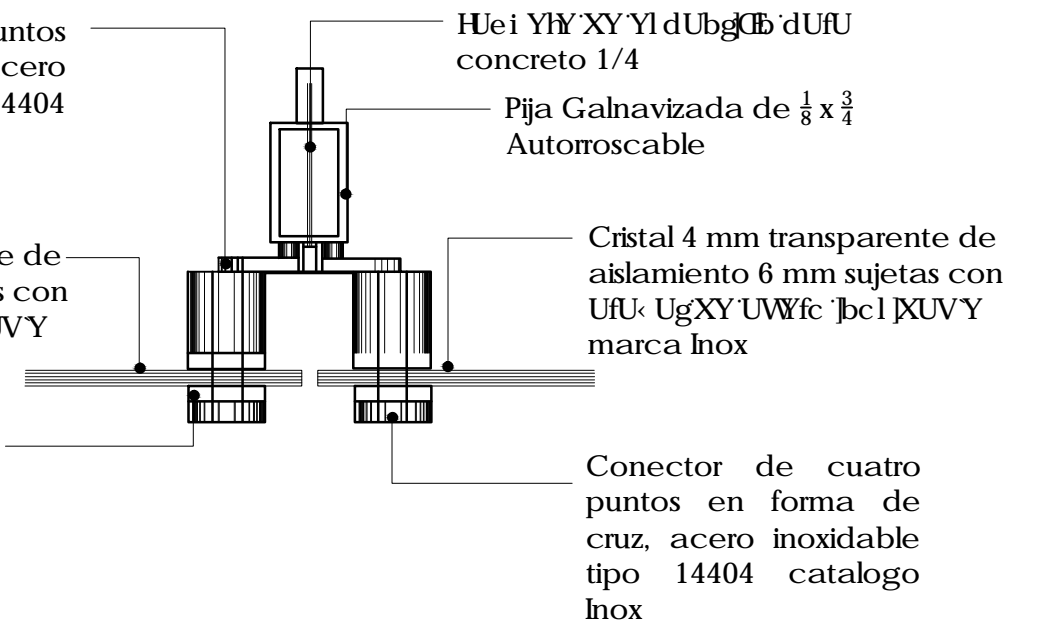 untos
cero
4404
concreto 1/4
Pija Galnavizada de 1/8 x 3/4
Autorroscable
e de
s con
Cristal 4 mm transparente de
aislamiento 6 mm sujetas con
marca Inox
Conector de cuatro
puntos en forma de
cruz, acero inoxidable
tipo 14404 catalogo
Inox